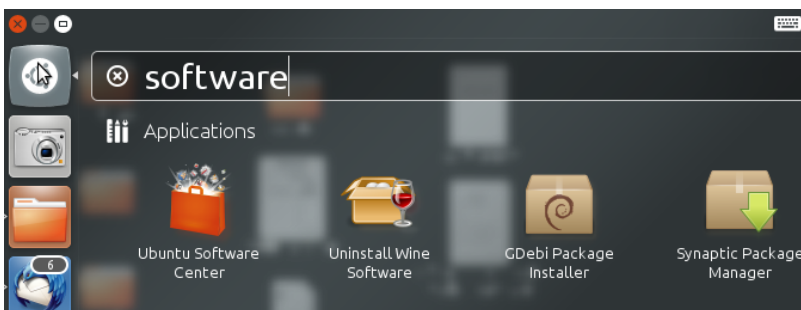 software
Applications
Ubuntu Software
Center
Uninstall Wine
Software
GDebi Package
Installer
Synaptic Package
Manager
6